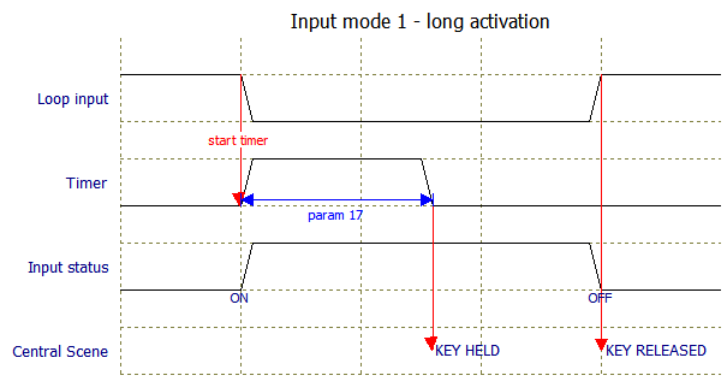 Input mode 1 - long activation
Loop input
start timer
Timer
param 17
Input status
ON
OFF
Central Scene
KEY HELD
KEY RELEASED